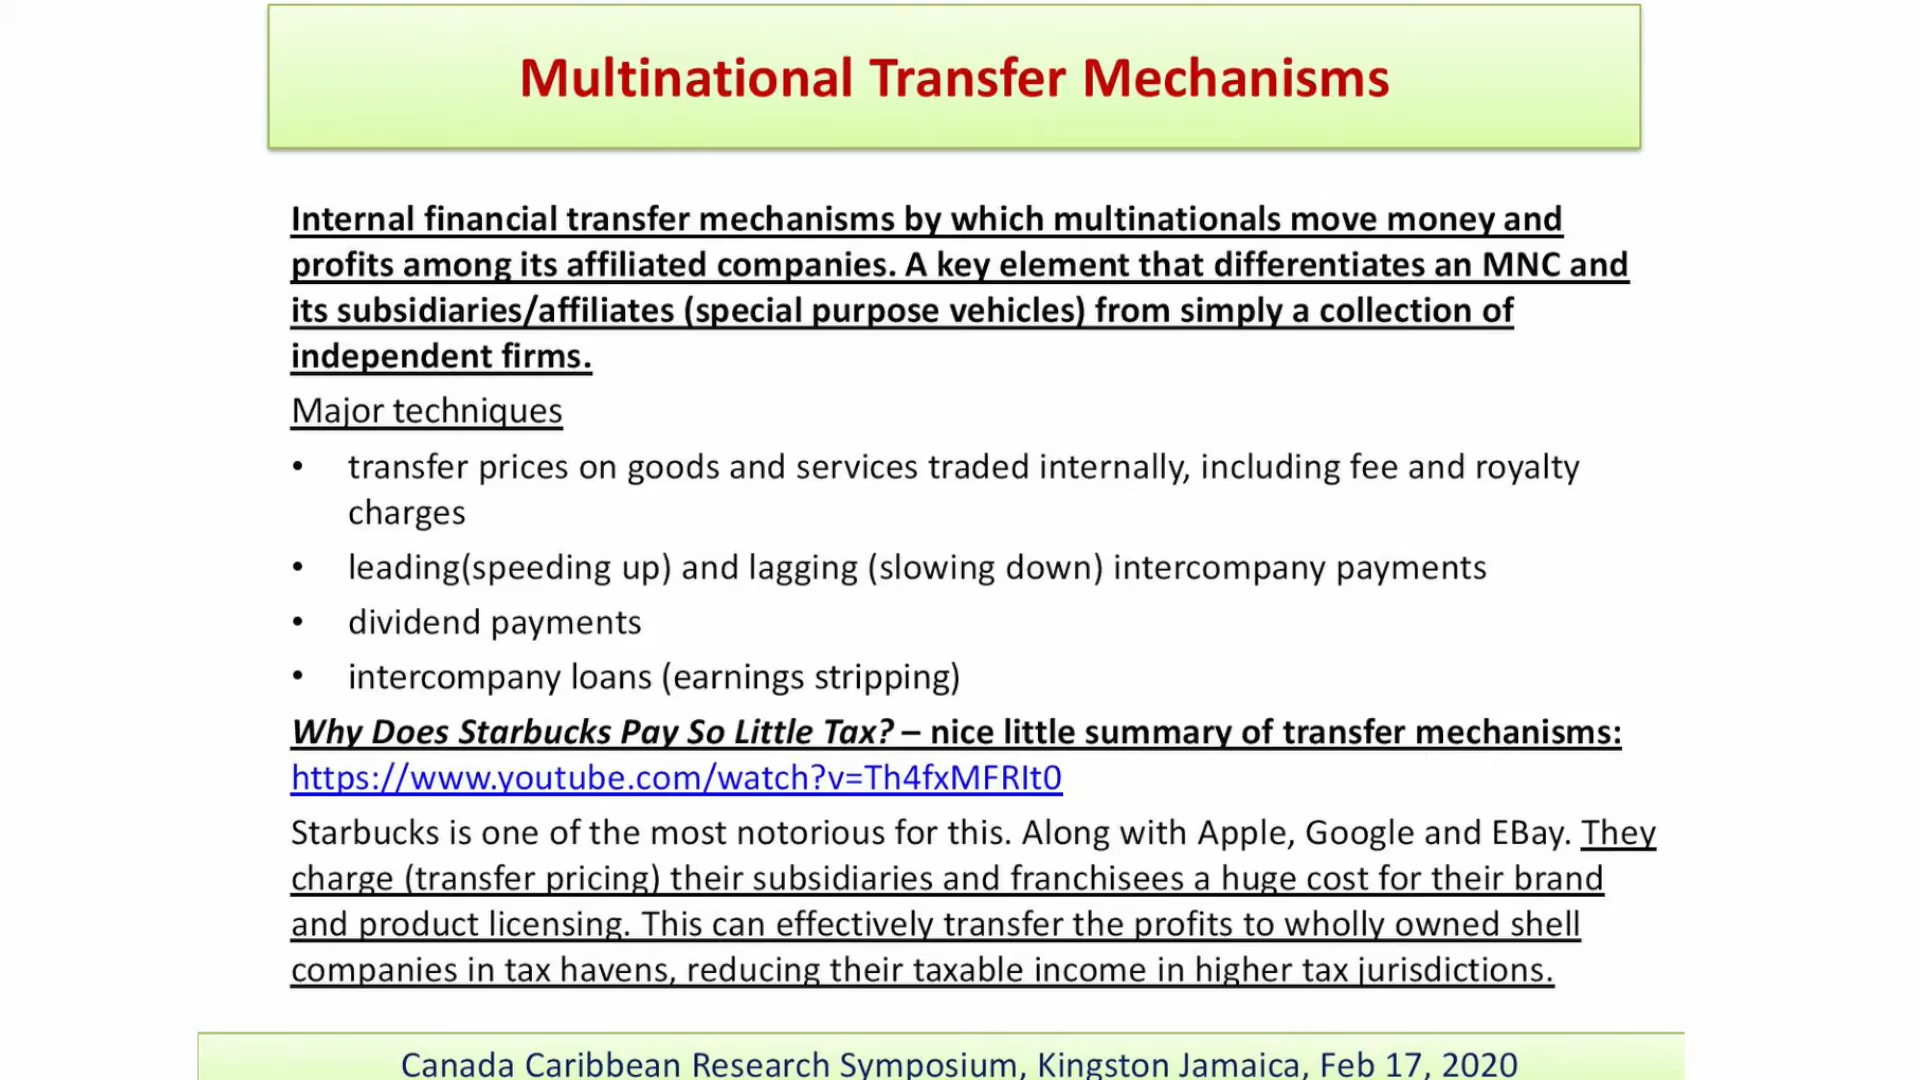 Multinational Transfer Mechanisms
Internal financial transfer mechanisms by which multinationals move money and
profits among its affiliated companies. A key element that differentiates an MNC and
its subsidiaries/affiliates (special purpose vehicles) from simply a collection of
independent firms.
Major techniques
• transfer prices on goods and services traded internally, including fee and royalty
charges
• leading(speeding up) and lagging (slowing down) intercompany payments
• dividend payments
• intercompany loans (earnings stripping)
Why Does Starbucks Pay So Little Tax? – nice little summary of transfer mechanisms:
https://www.youtube.com/watch?v=Th4fxMFRIt0
Starbucks is one of the most notorious for this. Along with Apple, Google and EBay. They
charge (transfer pricing) their subsidiaries and franchisees a huge cost for their brand
and product licensing. This can effectively transfer the profits to wholly owned shell
companies in tax havens, reducing their taxable income in higher tax jurisdictions.
Canada Caribbean Research Symposium, Kingston Jamaica, Feb 17, 2020